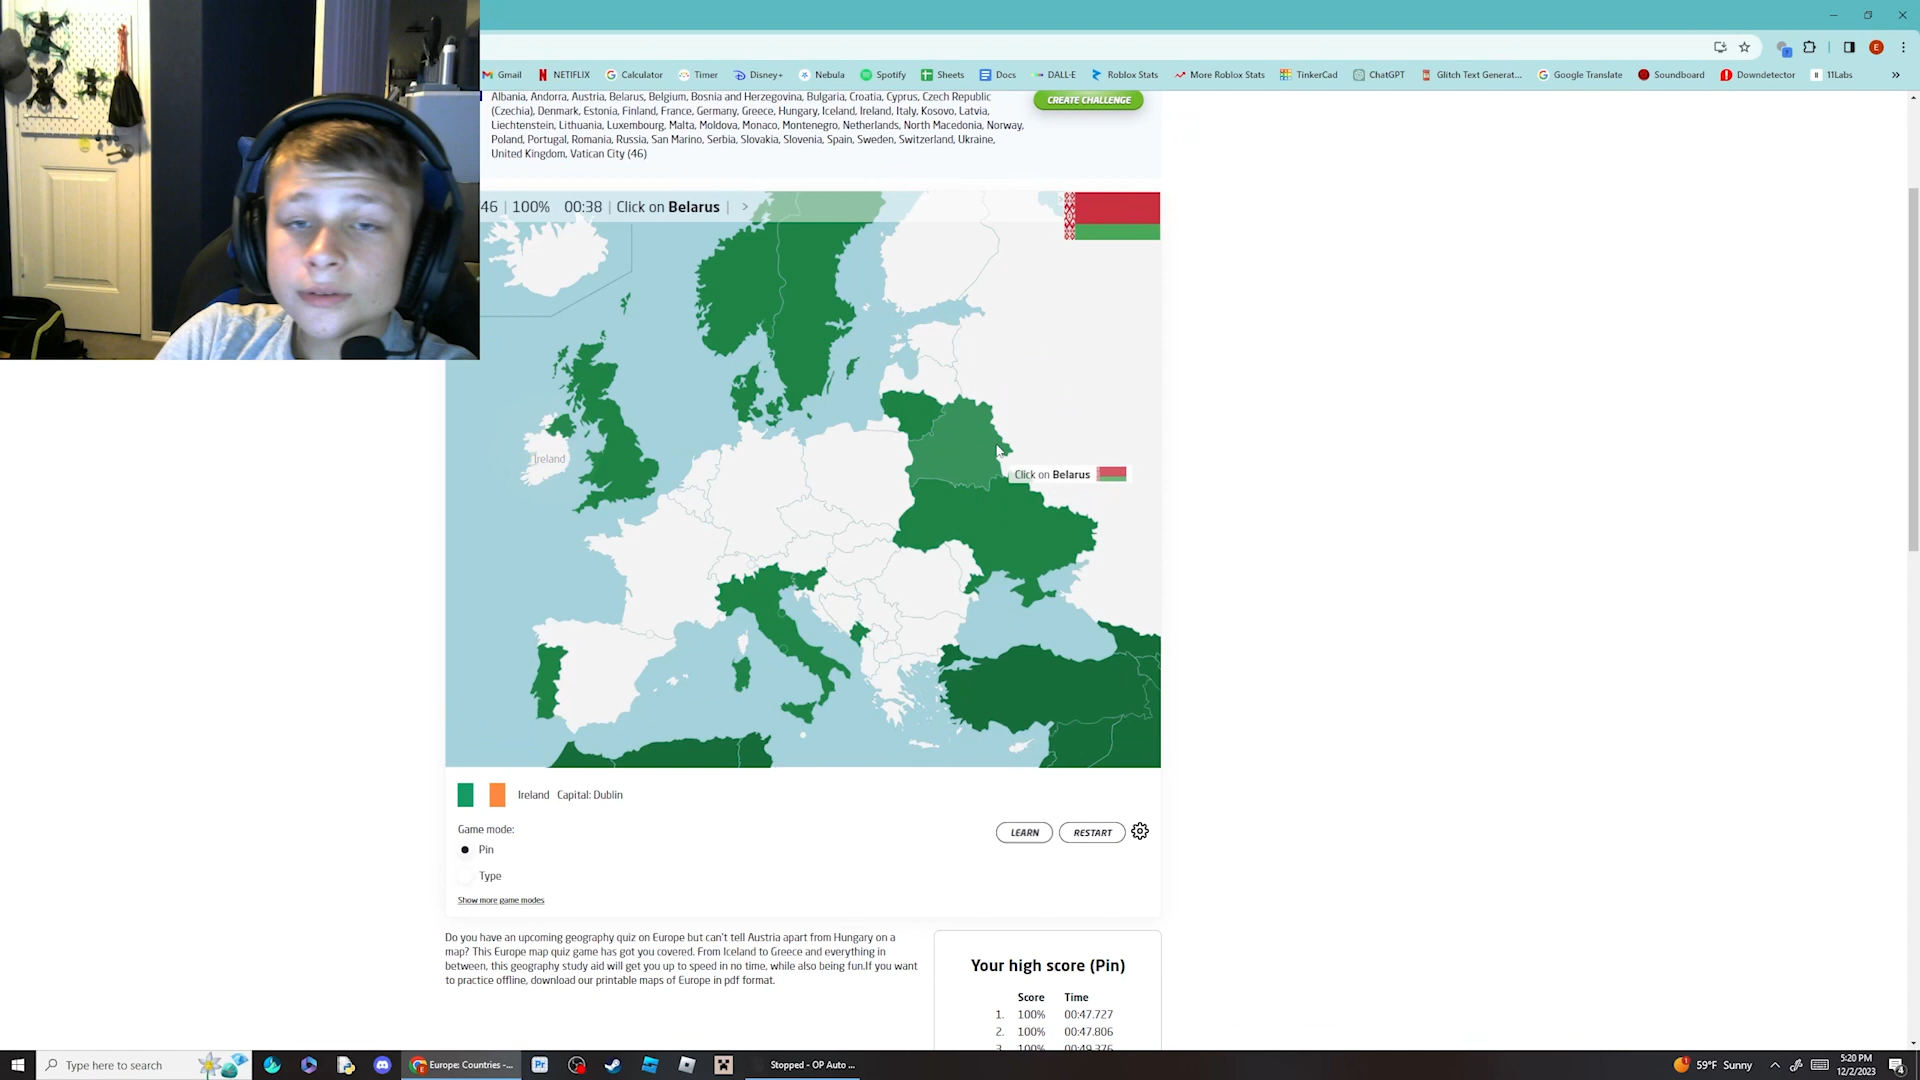 Gmail NETFLIX Calculator Timer Disney+ Nebula Spotify Sheets Docs DALL·E Roblox Stats More Roblox Stats TinkerCad ChatGPT Glitch Text Generat... Google Translate Soundboard Downdetector 11Labs »
Albania, Andorra, Austria, Belarus, Belgium, Bosnia and Herzegovina, Bulgaria, Croatia, Cyprus, Czech Republic
(Czechia), Denmark, Estonia, Finland, France, Germany, Greece, Hungary, Iceland, Ireland, Italy, Kosovo, Latvia,
Liechtenstein, Lithuania, Luxembourg, Malta, Moldova, Monaco, Montenegro, Netherlands, North Macedonia, Norway,
Poland, Portugal, Romania, Russia, San Marino, Serbia, Slovakia, Slovenia, Spain, Sweden, Switzerland, Ukraine,
United Kingdom, Vatican City (46)
CREATE CHALLENGE
46 | 100% 00:38 | Click on Belarus | >
Ireland
Click on Belarus
Ireland Capital: Dublin
Game mode:
Pin
Type
Show more game modes
LEARN RESTART
Do you have an upcoming geography quiz on Europe but can't tell Austria apart from Hungary on a
map? This Europe map quiz game has got you covered. From Iceland to Greece and everything in
between, this geography study aid will get you up to speed in no time, while also being fun.If you want
to practice offline, download our printable maps of Europe in pdf format.
Your high score (Pin)
Score Time
1. 100% 00:47.727
2. 100% 00:47.806
3. 100% 00:49.376
Type here to search
Europe: Countries -...
Pr
Stopped - OP Auto ...
59°F Sunny
5:20 PM
12/2/2023
4